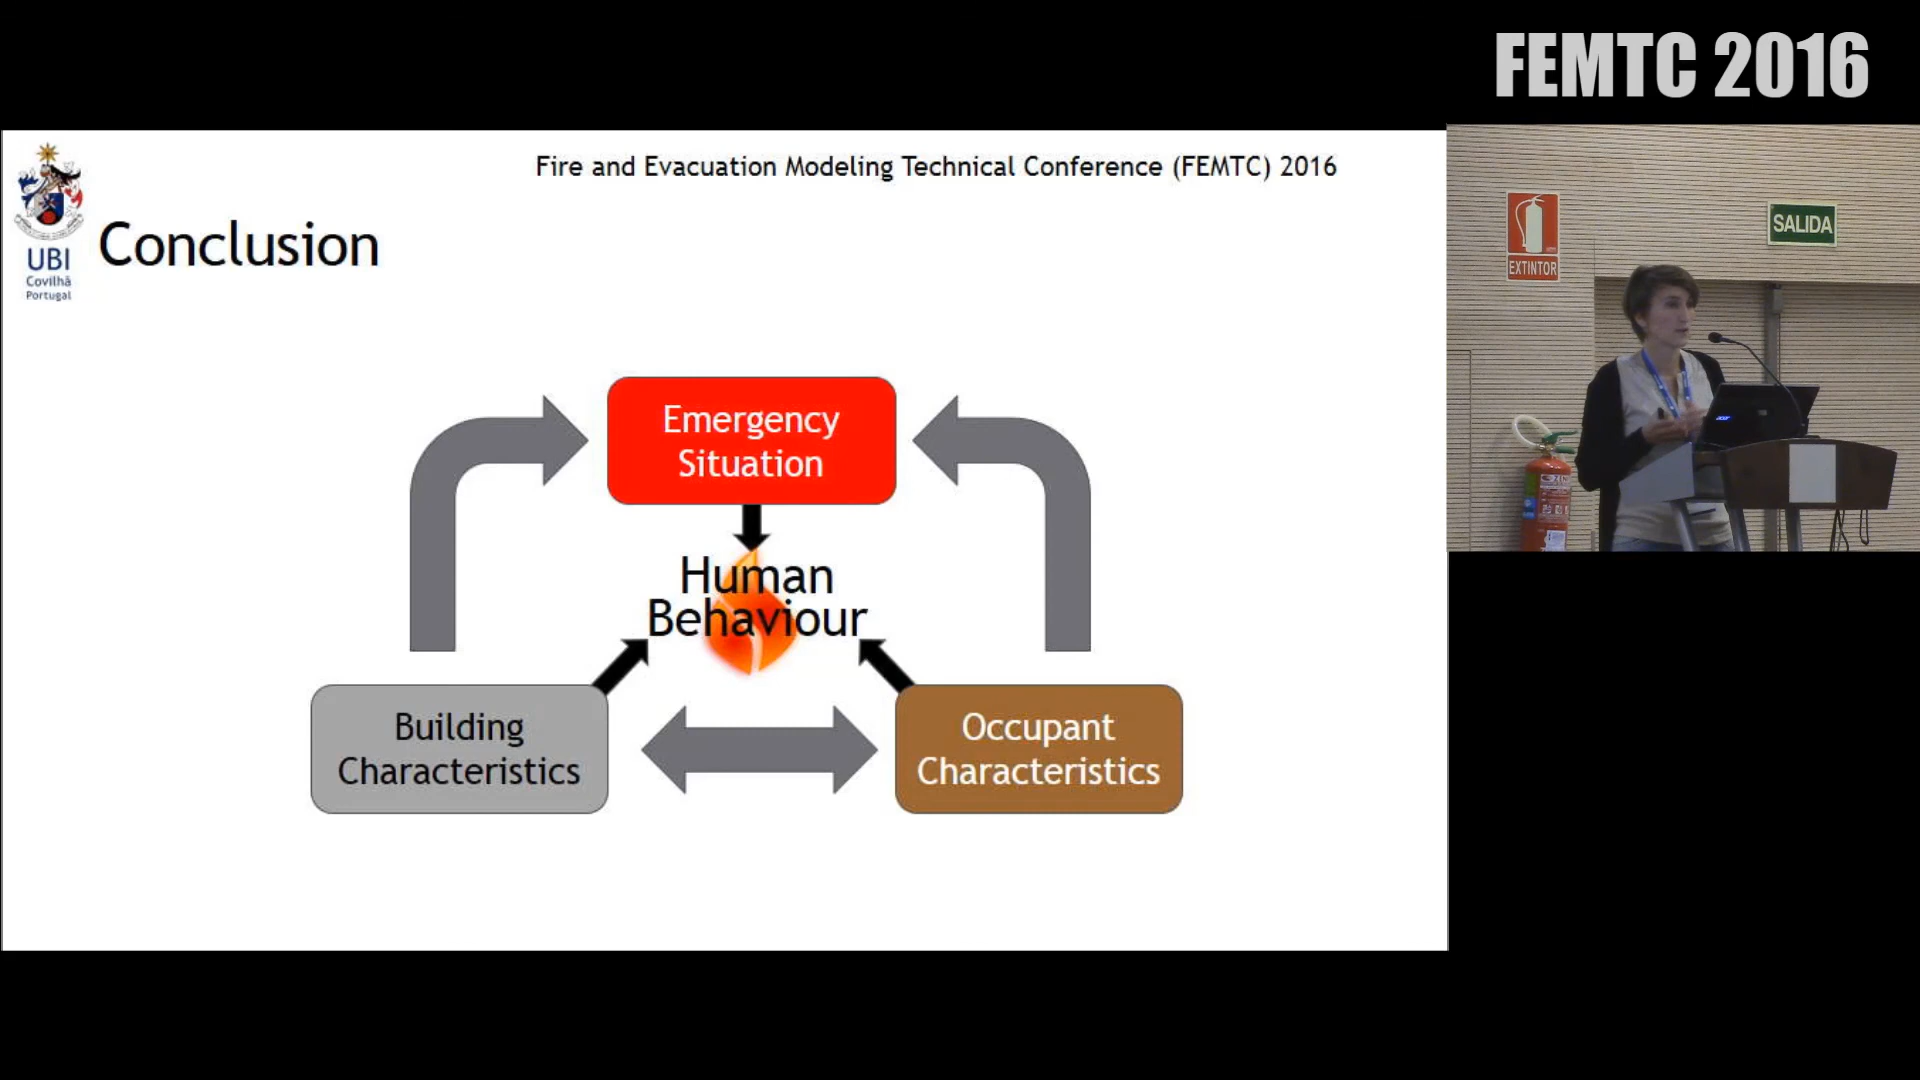 FEMTC 2016
Fire and Evacuation Modeling Technical Conference (FEMTC) 2016
UBI
Covilhã
Portugal
Conclusion
Emergency
Situation
Human
Behaviour
Building
Characteristics
Occupant
Characteristics
EXTINTOR
SALIDA
acer